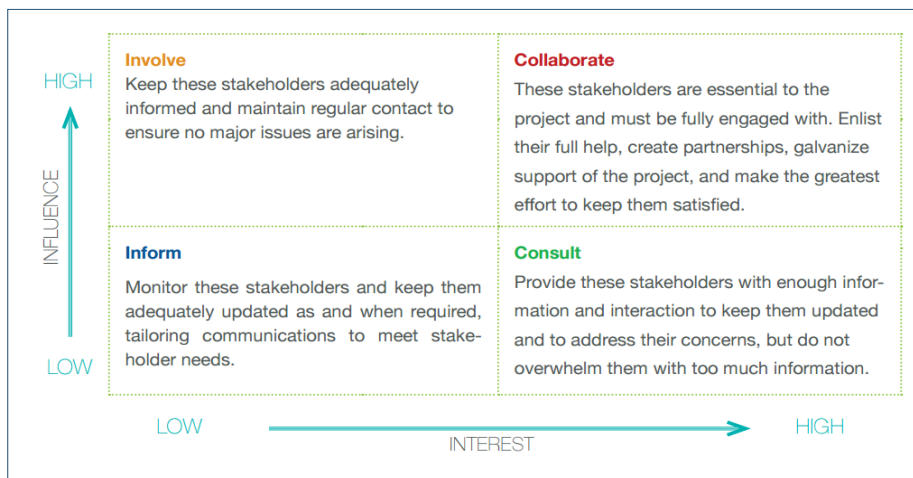 Involve
Keep these stakeholders adequately
informed and maintain regular contact to
ensure no major issues are arising.
Collaborate
These stakeholders are essential to the
project and must be fully engaged with. Enlist
their full help, create partnerships, galvanize
support of the project, and make the greatest
effort to keep them satisfied.
HIGH
INFLUENCE
LOW
Inform
Monitor these stakeholders and keep them
adequately updated as and when required,
tailoring communications to meet stake-
holder needs.
Consult
Provide these stakeholders with enough infor-
mation and interaction to keep them updated
and to address their concerns, but do not
overwhelm them with too much information.
LOW
INTEREST
HIGH